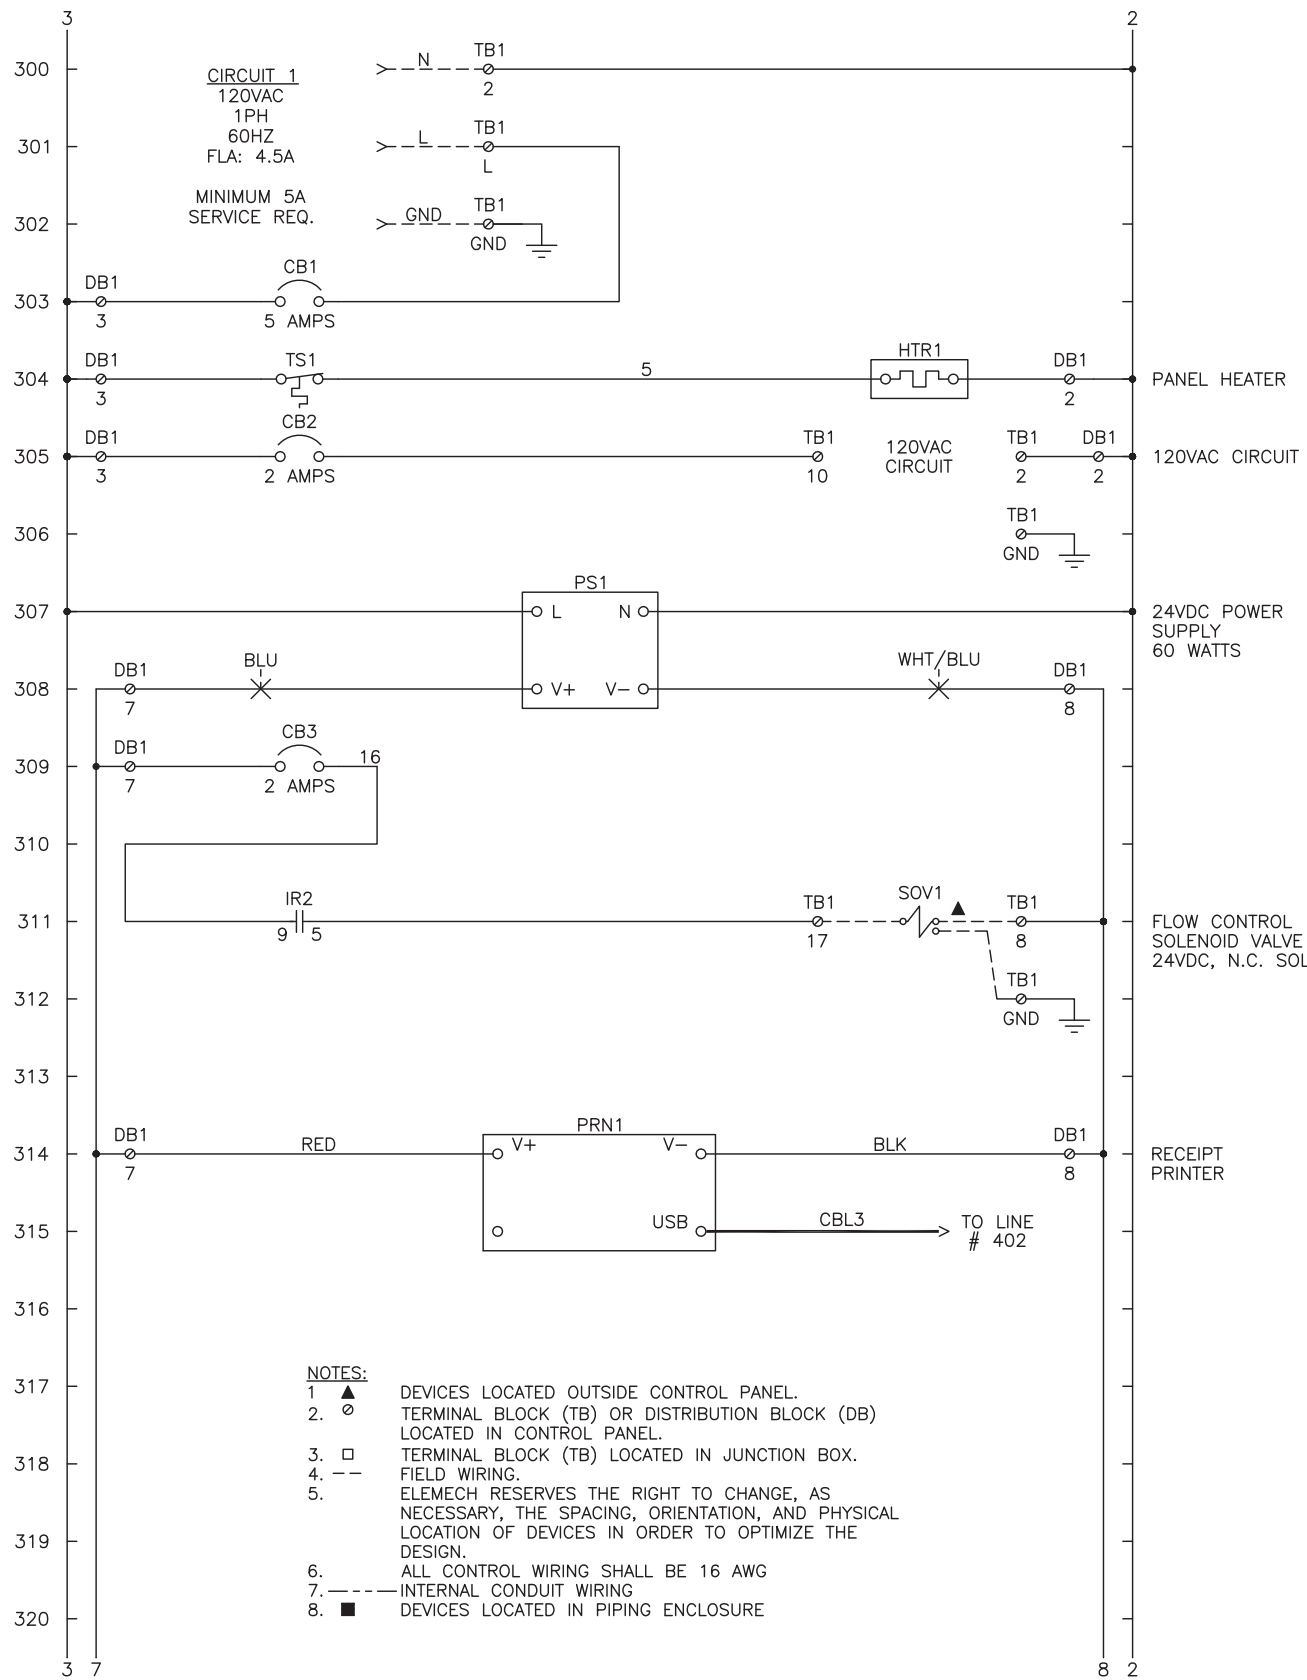 3 2
300 CIRCUIT 1 N TB1
120VAC 2
1PH
301 60HZ L TB1
FLA: 4.5A L
MINIMUM 5A TB1
302 SERVICE REQ. GND
GND
DB1 CB1
303
3 5 AMPS
DB1 TS1 5 HTR1 DB1
304 PANEL HEATER
3 2
DB1 CB2 TB1 120VAC TB1 DB1
305 CIRCUIT 120VAC CIRCUIT
3 2 AMPS 10 2 2
TB1
306
GND
PS1
307 L N 24VDC POWER
SUPPLY
60 WATTS
DB1 BLU WHT/BLU DB1
308 V+ V-
7 8
DB1 CB3 16
309
7 2 AMPS
310
IR2 TB1 SOV1 ▲ TB1
311 FLOW CONTROL
9 5 17 8 SOLENOID VALVE
24VDC, N.C. SOL
TB1
312
GND
313
DB1 PRN1 DB1
314 RED V+ V- BLK RECEIPT
7 8 PRINTER
315 USB CBL3 TO LINE
# 402
316
NOTES:
317 1 ▲ DEVICES LOCATED OUTSIDE CONTROL PANEL.
2. TERMINAL BLOCK (TB) OR DISTRIBUTION BLOCK (DB)
LOCATED IN CONTROL PANEL.
318 3. □ TERMINAL BLOCK (TB) LOCATED IN JUNCTION BOX.
4. -- FIELD WIRING.
5. ELEMECH RESERVES THE RIGHT TO CHANGE, AS
NECESSARY, THE SPACING, ORIENTATION, AND PHYSICAL
319 LOCATION OF DEVICES IN ORDER TO OPTIMIZE THE
DESIGN.
6. ALL CONTROL WIRING SHALL BE 16 AWG
7. INTERNAL CONDUIT WIRING
320 8. ■ DEVICES LOCATED IN PIPING ENCLOSURE
3 7 8 2